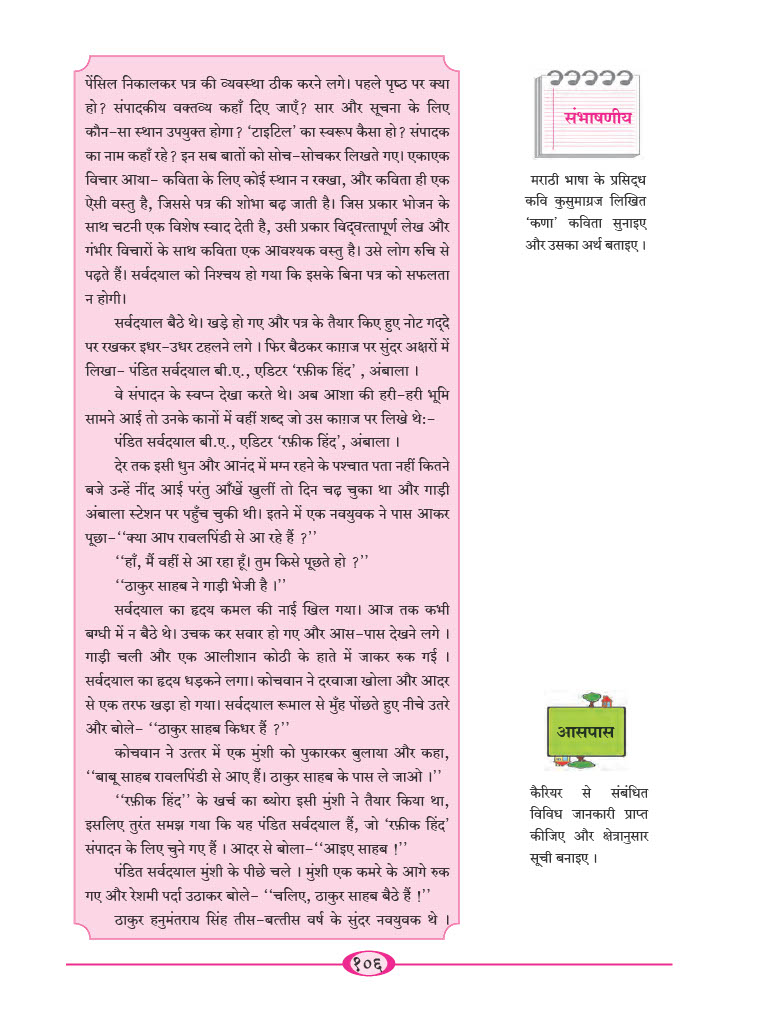 पेंसिल निकालकर पत्र की व्यवस्था ठीक करने लगे। पहले पृष्ठ पर क्या
हो ? संपादकीय वक्तव्य कहाँ दिए जाएँ? सार और सूचना के लिए
कौन-सा स्थान उपयुक्त होगा ? ‘टाइटिल’ का स्वरूप कैसा हो ? संपादक
का नाम कहाँ रहे ? इन सब बातों को सोच-सोचकर लिखते गए। एकाएक
विचार आया- कविता के लिए कोई स्थान न रक्खा, और कविता ही एक
ऐसी वस्तु है, जिससे पत्र की शोभा बढ़ जाती है। जिस प्रकार भोजन के
साथ चटनी एक विशेष स्वाद देती है, उसी प्रकार विद्वत्तापूर्ण लेख और
गंभीर विचारों के साथ कविता एक आवश्यक वस्तु है। उसे लोग रुचि से
पढ़ते हैं। सर्वदयाल को निश्चय हो गया कि इसके बिना पत्र को सफलता
न होगी।
सर्वदयाल बैठे थे। खड़े हो गए और पत्र के तैयार किए हुए नोट गद्दे
पर रखकर इधर-उधर टहलने लगे । फिर बैठकर काग़ज पर सुंदर अक्षरों में
लिखा- पंडित सर्वदयाल बी.ए., एडिटर ‘रफ़ीक हिंद’ , अंबाला ।
वे संपादन के स्वप्न देखा करते थे। अब आशा की हरी-हरी भूमि
सामने आई तो उनके कानों में वहीं शब्द जो उस काग़ज पर लिखे थे:-
पंडित सर्वदयाल बी.ए., एडिटर ‘रफ़ीक हिंद’, अंबाला ।
देर तक इसी धुन और आनंद में मग्न रहने के पश्चात पता नहीं कितने
बजे उन्हें नींद आई परंतु आँखें खुलीं तो दिन चढ़ चुका था और गाड़ी
अंबाला स्टेशन पर पहुँच चुकी थी। इतने में एक नवयुवक ने पास आकर
पूछा-‘‘क्या आप रावलपिंडी से आ रहे हैं ?’’
‘‘हाँ, मैं वहीं से आ रहा हूँ। तुम किसे पूछते हो ?’’
‘‘ठाकुर साहब ने गाड़ी भेजी है ।’’
सर्वदयाल का हृदय कमल की नाईं खिल गया। आज तक कभी
बग्घी में न बैठे थे। उचक कर सवार हो गए और आस-पास देखने लगे ।
गाड़ी चली और एक आलीशान कोठी के हाते में जाकर रुक गई ।
सर्वदयाल का हृदय धड़कने लगा। कोचवान ने दरवाजा खोला और आदर
से एक तरफ खड़ा हो गया। सर्वदयाल रूमाल से मुँह पोंछते हुए नीचे उतरे
और बोले- ‘‘ठाकुर साहब किधर हैं ?’’
कोचवान ने उत्तर में एक मुंशी को पुकारकर बुलाया और कहा,
‘‘बाबू साहब रावलपिंडी से आए हैं। ठाकुर साहब के पास ले जाओ ।’’
‘‘रफ़ीक हिंद’’ के खर्च का ब्योरा इसी मुंशी ने तैयार किया था,
इसलिए तुरंत समझ गया कि यह पंडित सर्वदयाल हैं, जो ‘रफ़ीक हिंद’
संपादन के लिए चुने गए हैं । आदर से बोला-‘‘आइए साहब !’’
पंडित सर्वदयाल मुंशी के पीछे चले । मुंशी एक कमरे के आगे रुक
गए और रेशमी पर्दा उठाकर बोले- ‘‘चलिए, ठाकुर साहब बैठे हैं !’’
ठाकुर हनुमंतराय सिंह तीस-बत्तीस वर्ष के सुंदर नवयुवक थे ।
संभाषणीय
मराठी भाषा के प्रसिद्ध
कवि कुसुमाग्रज लिखित
‘कणा’ कविता सुनाइए
और उसका अर्थ बताइए ।
आसपास
कैरियर से संबंधित
विविध जानकारी प्राप्त
कीजिए और क्षेत्रानुसार
सूची बनाइए ।
१०६